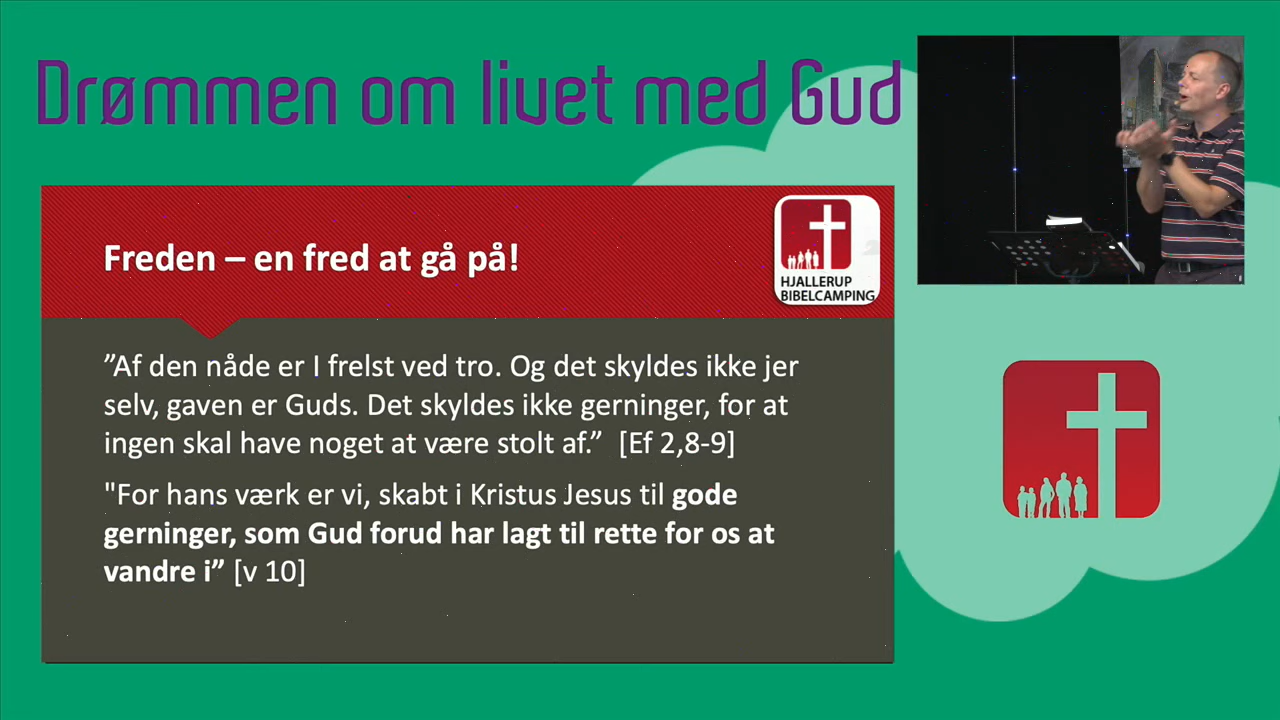 Drømmen om livet med Gud
Freden – en fred at gå på!
HJALLERUP
BIBELCAMPING
”Af den nåde er I frelst ved tro. Og det skyldes ikke jer
selv, gaven er Guds. Det skyldes ikke gerninger, for at
ingen skal have noget at være stolt af.” [Ef 2,8-9]
"For hans værk er vi, skabt i Kristus Jesus til gode
gerninger, som Gud forud har lagt til rette for os at
vandre i” [v 10]